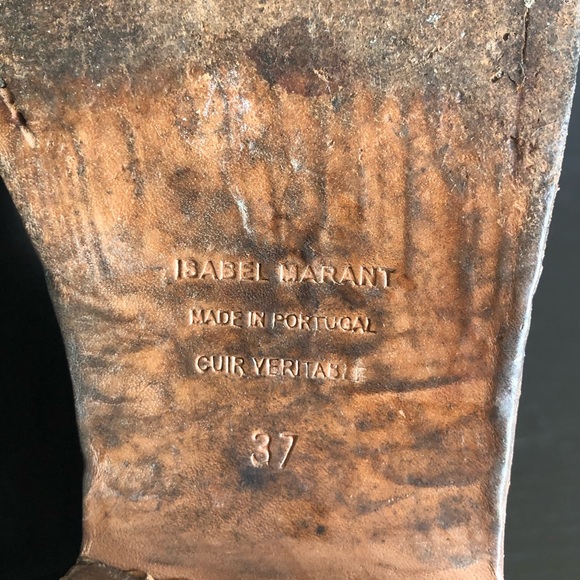 ISABEL MARANT
MADE IN PORTUGAL
CUIR VERITABLE
37